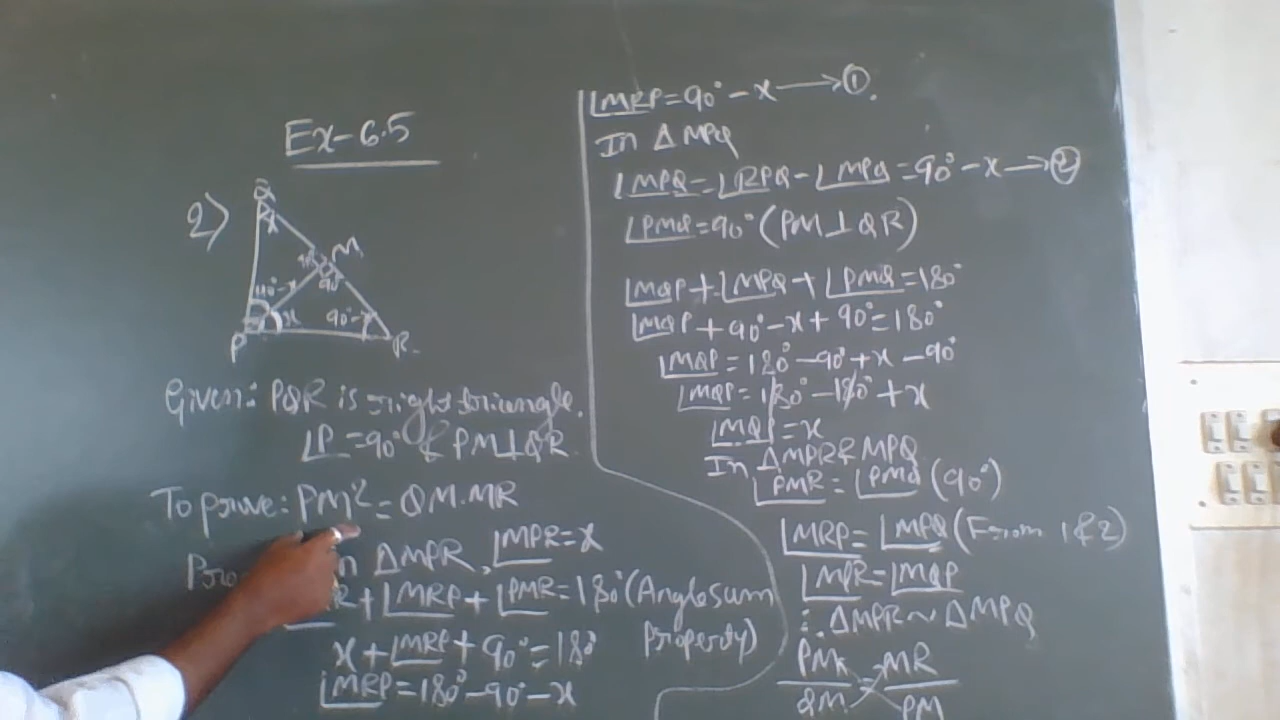 Ex-6.5
2)
Q
x
M
90°
90°
90°-x
x
90°-x
P
R
Given: PQR is right triangle.
∠P=90° & PM⊥QR
To prove: PM²=QM.MR
In ΔMPR, ∠MPR=x
+∠MRP+∠PMR=180° (Angle sum
property)
x+∠MRP+90°=180°
∠MRP=180°-90°-x
∠MRP=90°-x→①.
In ΔMPQ
∠MPQ=∠RPQ-∠MPQ=90°-x→②
∠PMQ=90° (PM⊥QR)
∠MQP+∠MPQ+∠PMQ=180°
∠MQP+90°-x+90°=180°
∠MQP=180°-90°+x-90°
∠MQP=180°-180°+x
∠MQP=x
In ΔMPR & MPQ
∠PMR=∠PMQ (90°)
∠MRP=∠MPQ (From 1&2)
∠MPR=∠MQP
∴ΔMPR~ΔMPQ
PM/QM=MR/PM